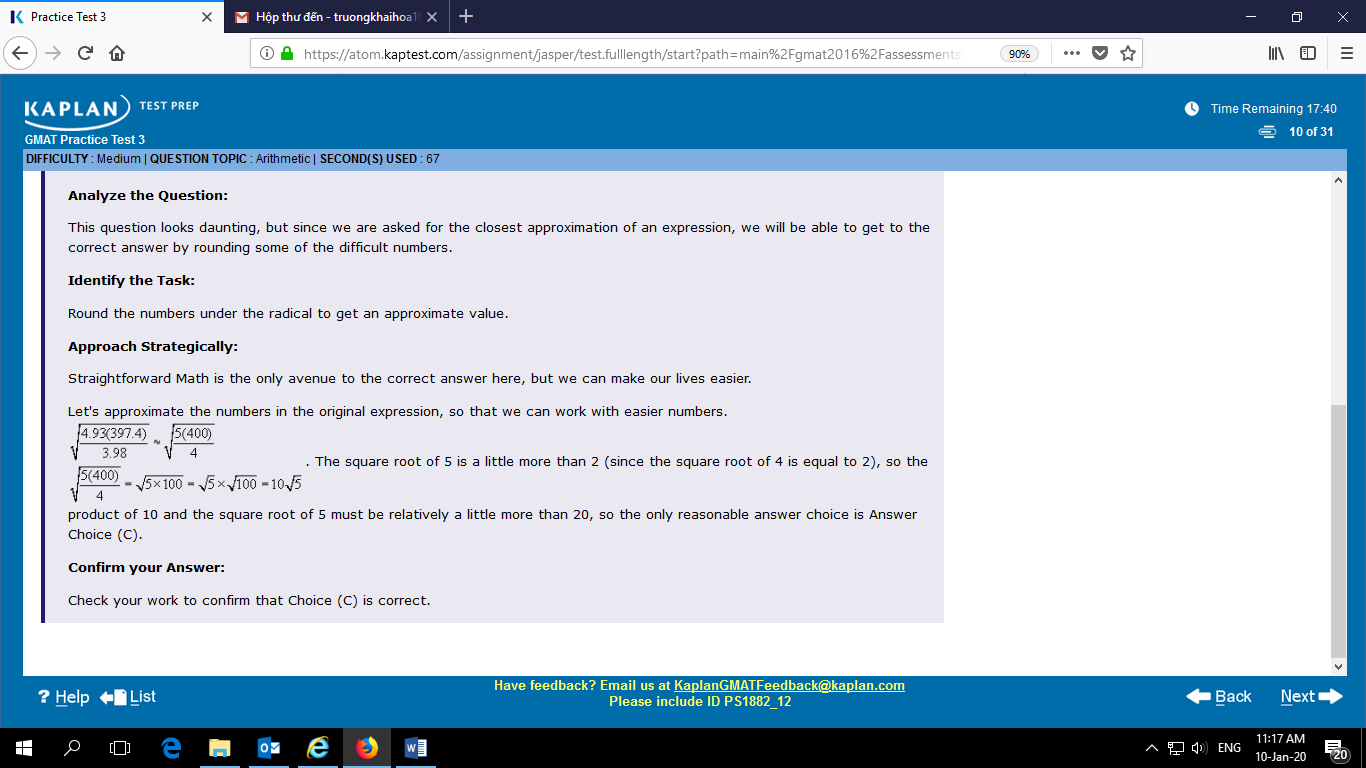 Practice Test 3
Hộp thư đến - truongkhaihoa1
https://atom.kaptest.com/assignment/jasper/test.fulllength/start?path=main%2Fgmat2016%2Fassessments
90%
KAPLAN TEST PREP
Time Remaining 17:40
GMAT Practice Test 3
10 of 31
DIFFICULTY : Medium | QUESTION TOPIC : Arithmetic | SECOND(S) USED : 67
Analyze the Question:
This question looks daunting, but since we are asked for the closest approximation of an expression, we will be able to get to the
correct answer by rounding some of the difficult numbers.
Identify the Task:
Round the numbers under the radical to get an approximate value.
Approach Strategically:
Straightforward Math is the only avenue to the correct answer here, but we can make our lives easier.
Let's approximate the numbers in the original expression, so that we can work with easier numbers.
√(4.93(397.4)/3.98) ≈ √(5(400)/4)
√(5(400)/4) = √5×100 = √5 × √100 = 10√5 . The square root of 5 is a little more than 2 (since the square root of 4 is equal to 2), so the
product of 10 and the square root of 5 must be relatively a little more than 20, so the only reasonable answer choice is Answer
Choice (C).
Confirm your Answer:
Check your work to confirm that Choice (C) is correct.
? Help List
Have feedback? Email us at KaplanGMATFeedback@kaplan.com
Please include ID PS1882_12
Back Next
ENG
11:17 AM
10-Jan-20
20